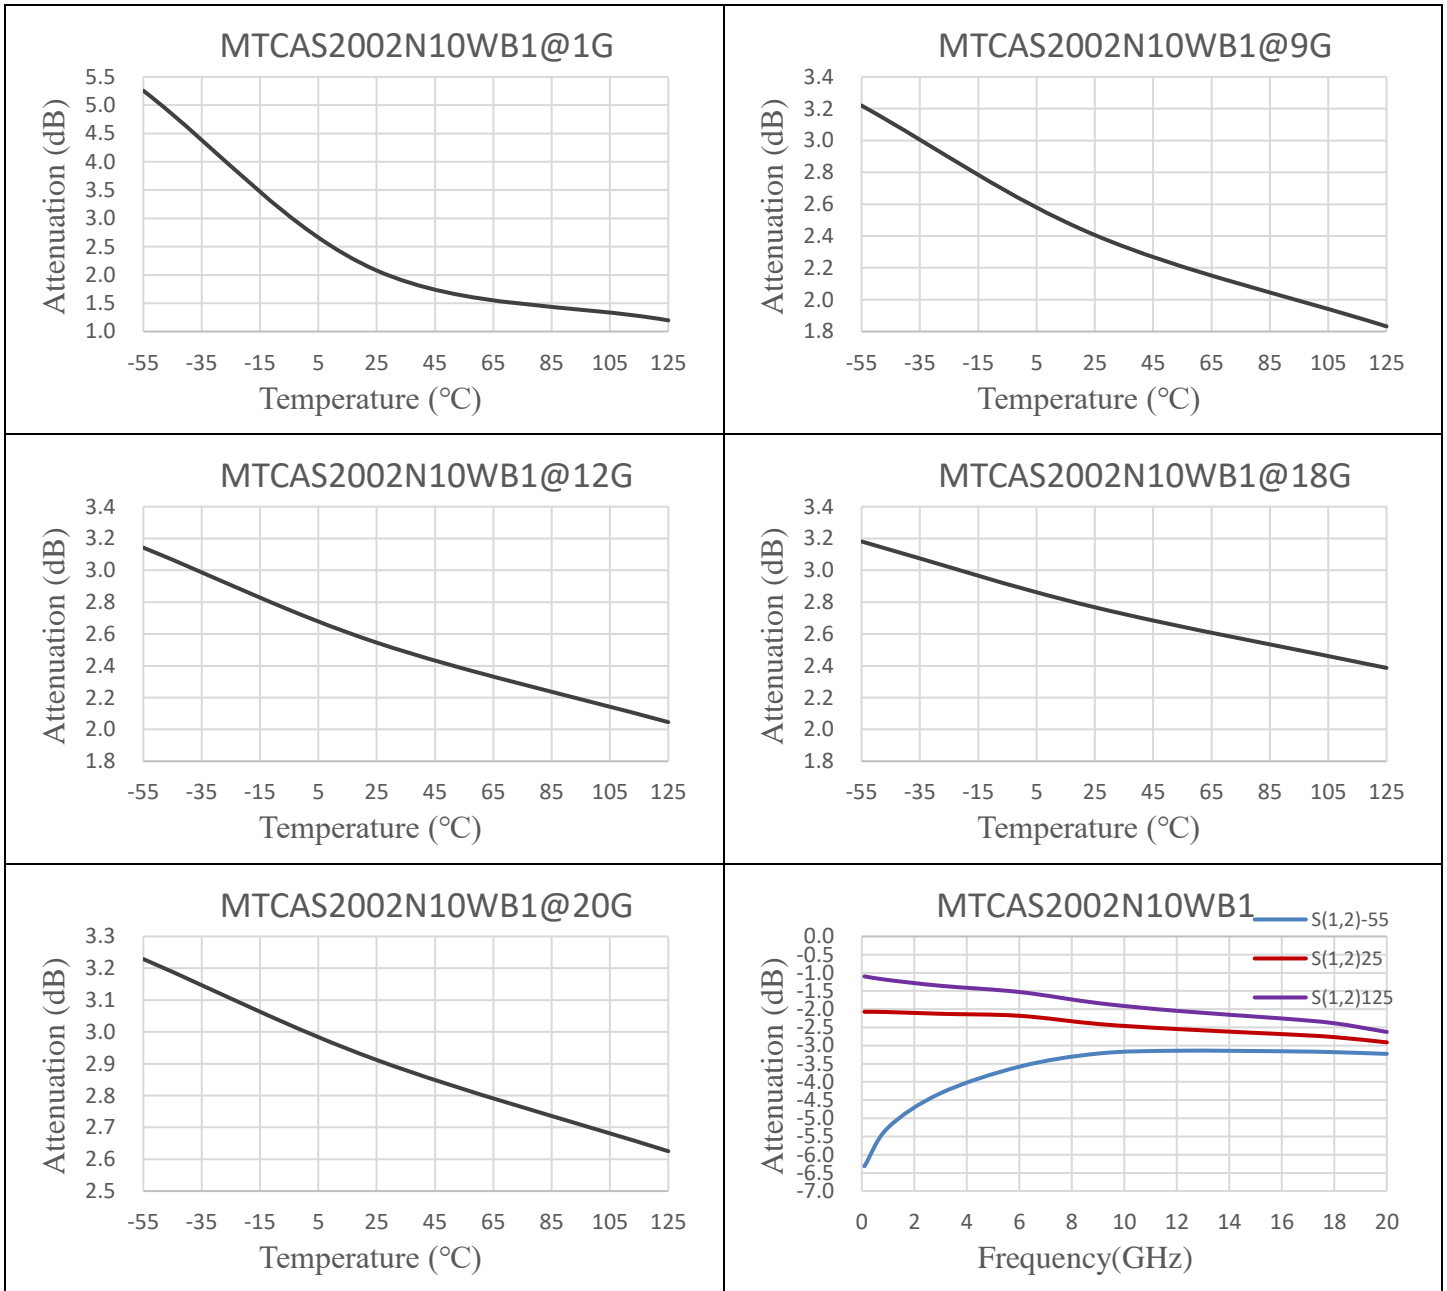 MTCAS2002N10WB1@1G
Attenuation (dB)
5.5
5.0
4.5
4.0
3.5
3.0
2.5
2.0
1.5
1.0
-55 -35 -15 5 25 45 65 85 105 125
Temperature (°C)
MTCAS2002N10WB1@9G
Attenuation (dB)
3.4
3.2
3.0
2.8
2.6
2.4
2.2
2.0
1.8
-55 -35 -15 5 25 45 65 85 105 125
Temperature (°C)
MTCAS2002N10WB1@12G
Attenuation (dB)
3.4
3.2
3.0
2.8
2.6
2.4
2.2
2.0
1.8
-55 -35 -15 5 25 45 65 85 105 125
Temperature (°C)
MTCAS2002N10WB1@18G
Attenuation (dB)
3.4
3.2
3.0
2.8
2.6
2.4
2.2
2.0
1.8
-55 -35 -15 5 25 45 65 85 105 125
Temperature (°C)
MTCAS2002N10WB1@20G
Attenuation (dB)
3.3
3.2
3.1
3.0
2.9
2.8
2.7
2.6
2.5
-55 -35 -15 5 25 45 65 85 105 125
Temperature (°C)
MTCAS2002N10WB1
S(1,2)-55
S(1,2)25
S(1,2)125
Attenuation (dB)
0.0
-0.5
-1.0
-1.5
-2.0
-2.5
-3.0
-3.5
-4.0
-4.5
-5.0
-5.5
-6.0
-6.5
-7.0
0 2 4 6 8 10 12 14 16 18 20
Frequency(GHz)